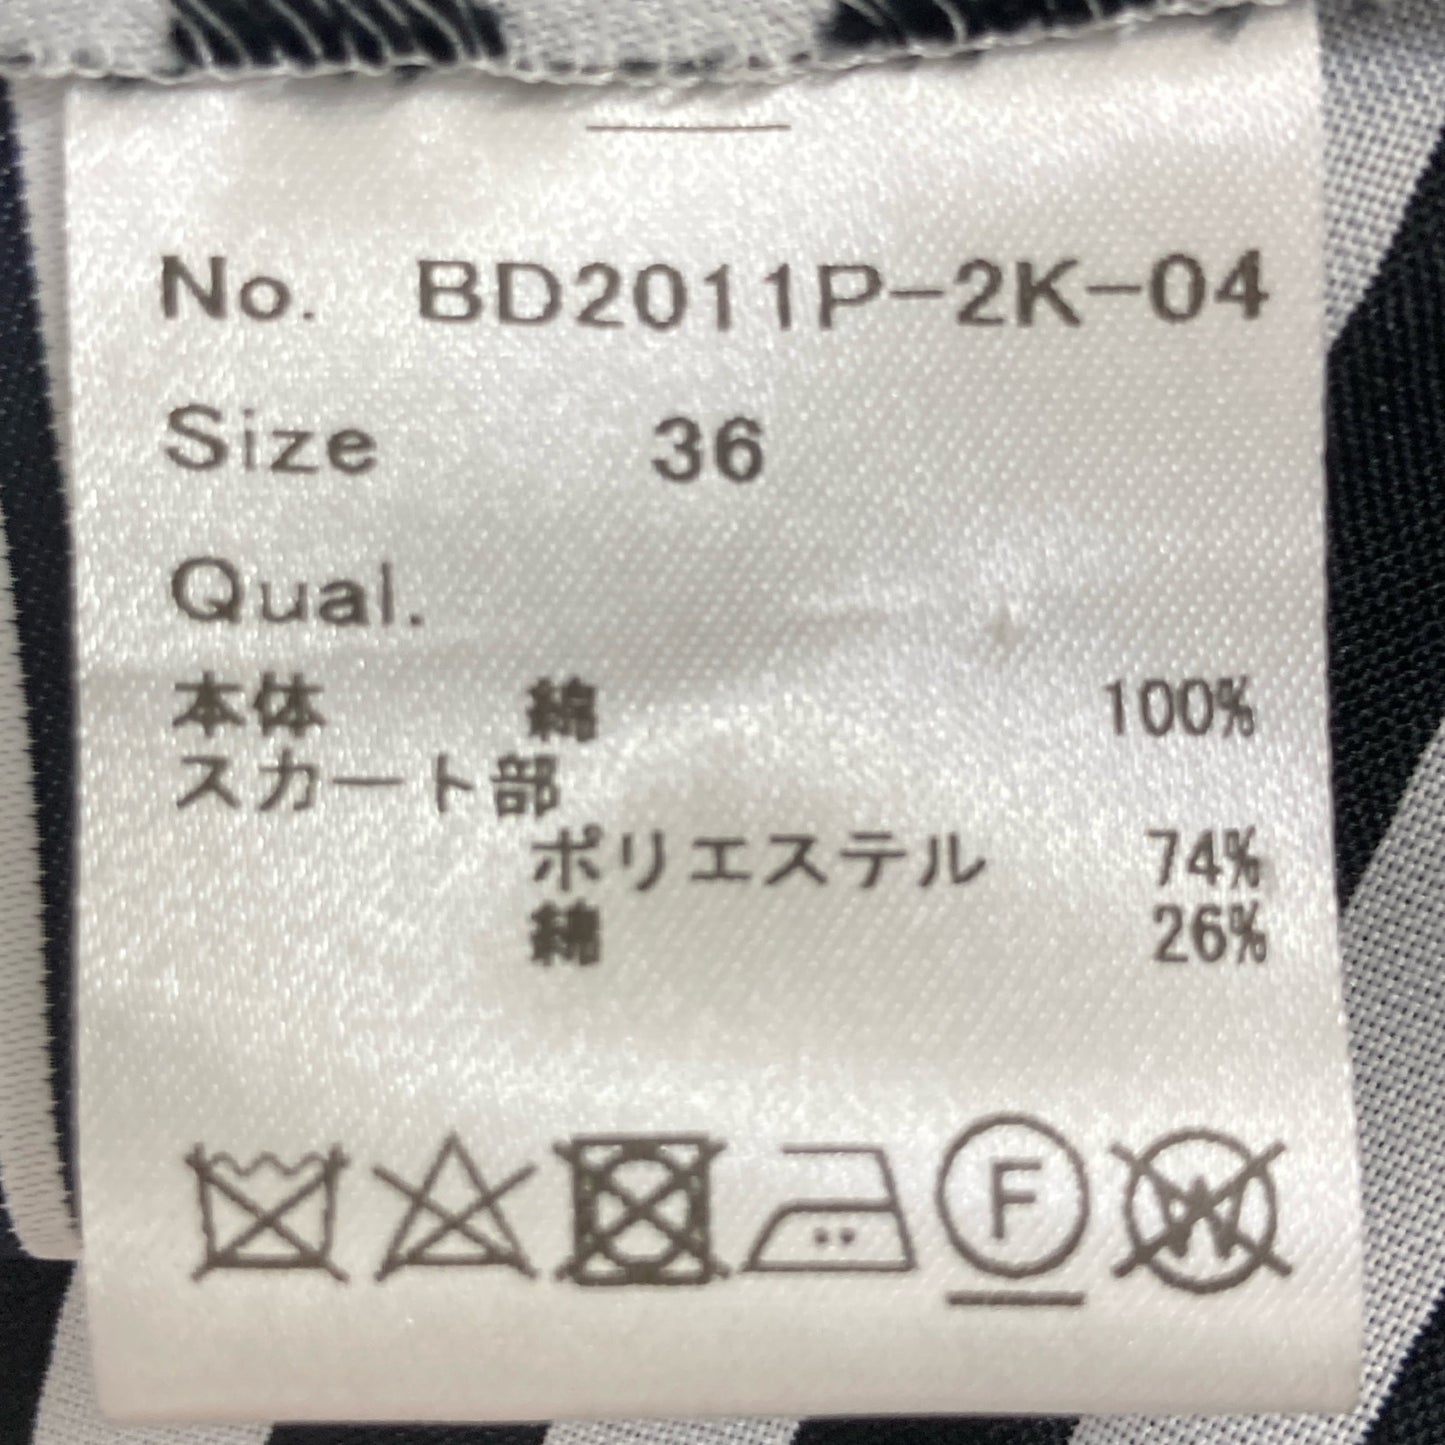 No. BD2011P-2K-04
Size 36
Qual.
本体 綿 100%
スカート部
ポリエステル 74%
綿 26%
F W